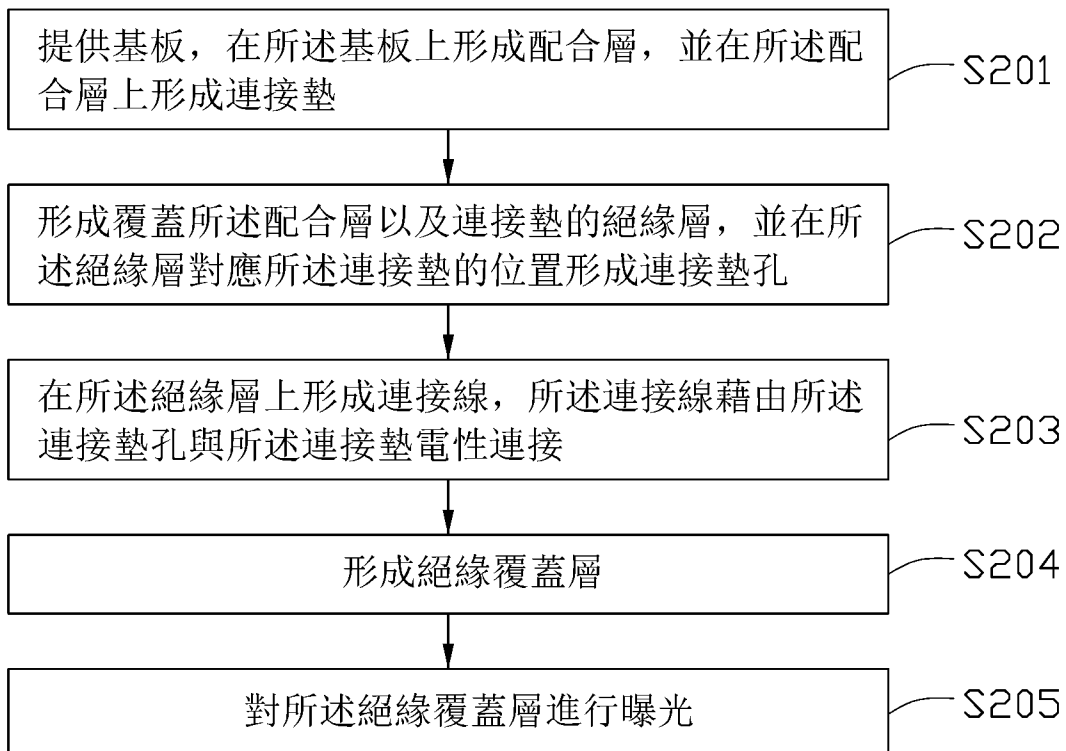 提供基板，在所述基板上形成配合層，並在所述配
合層上形成連接墊
S201
形成覆蓋所述配合層以及連接墊的絕緣層，並在所
述絕緣層對應所述連接墊的位置形成連接墊孔
S202
在所述絕緣層上形成連接線，所述連接線藉由所述
連接墊孔與所述連接墊電性連接
S203
形成絕緣覆蓋層
S204
對所述絕緣覆蓋層進行曝光
S205